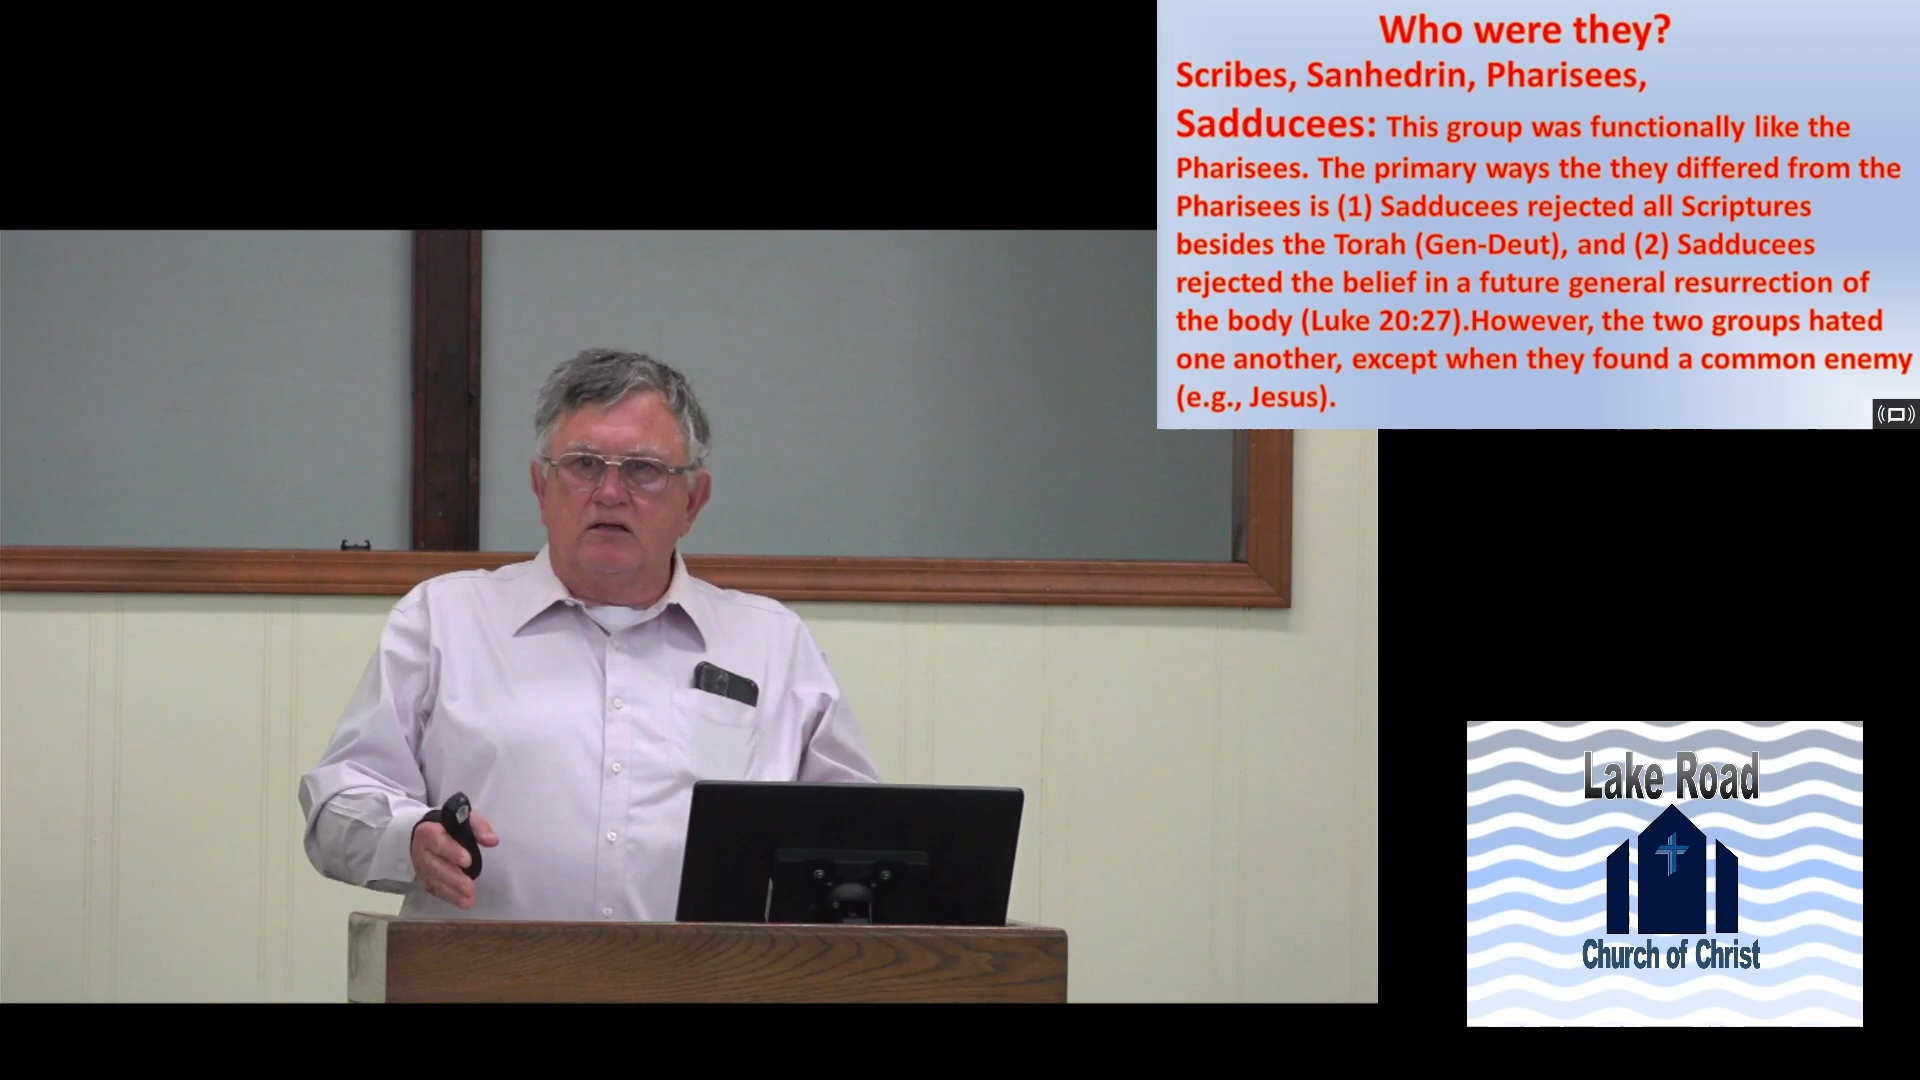 Who were they?
Scribes, Sanhedrin, Pharisees,
Sadducees: This group was functionally like the
Pharisees. The primary ways the they differed from the
Pharisees is (1) Sadducees rejected all Scriptures
besides the Torah (Gen-Deut), and (2) Sadducees
rejected the belief in a future general resurrection of
the body (Luke 20:27).However, the two groups hated
one another, except when they found a common enemy
(e.g., Jesus).
Lake Road
Church of Christ